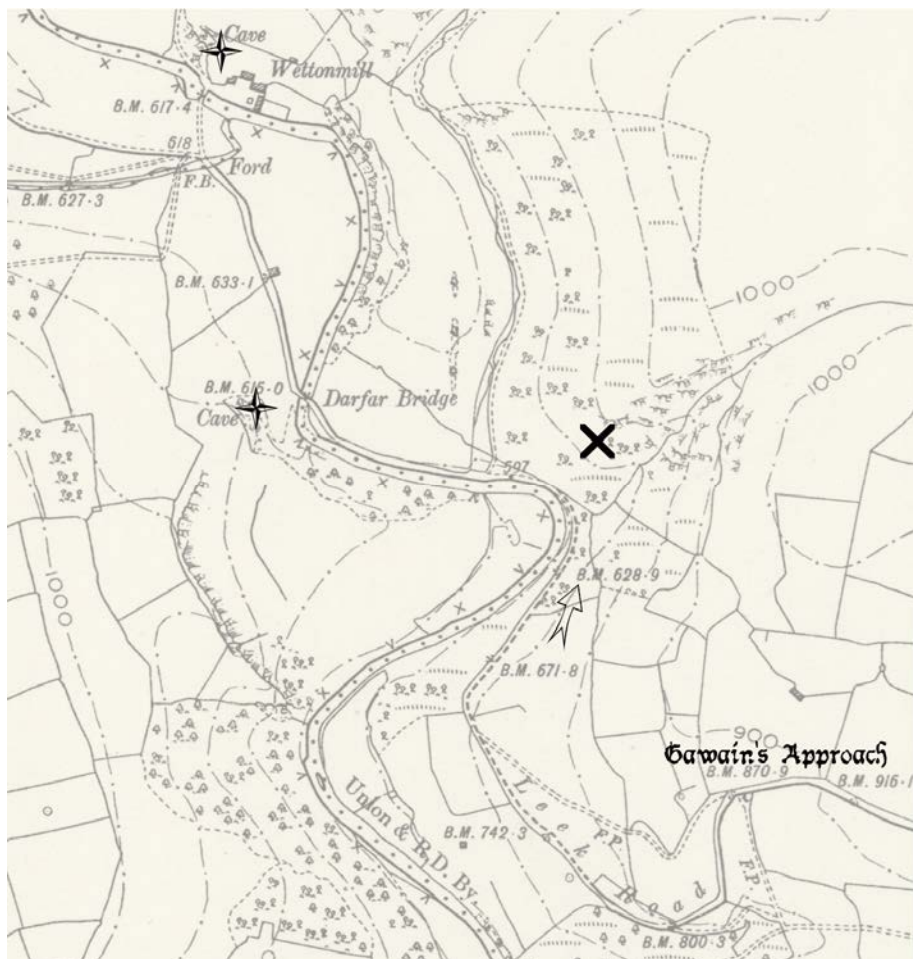 Cave
Wettonmill
B.M. 617·4
618
Ford
F.B.
B.M. 627·3
B.M. 633·1
1000
1000
B.M. 615·0
Darfar Bridge
Cave
597
B.M. 628·9
1000
B.M. 671·8
900
Gawain's Approach
B.M. 870·9
B.M. 916·1
Union & R.D. By
Lek Road
F.P.
B.M. 742·3
F.P.
B.M. 800·3